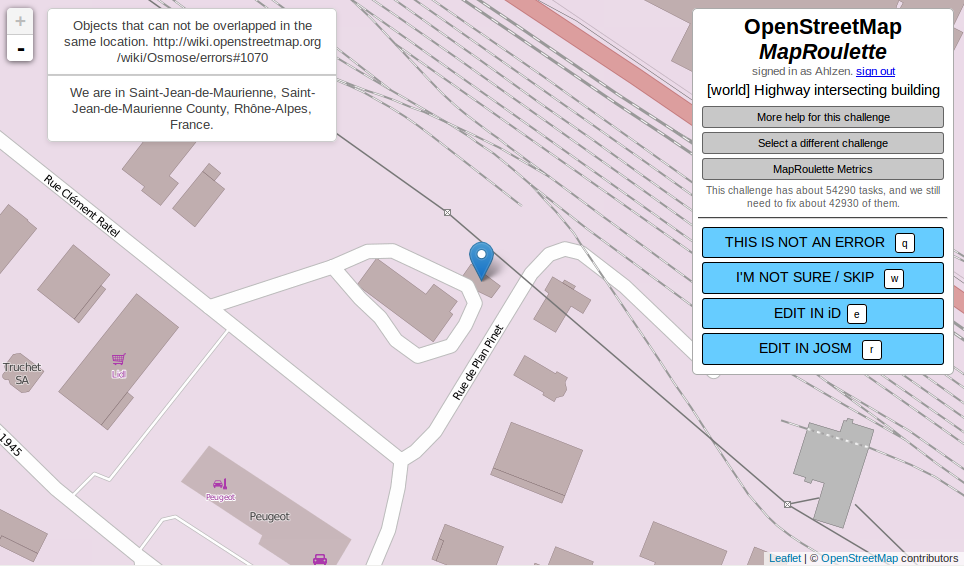 +
-
Objects that can not be overlapped in the
same location. http://wiki.openstreetmap.org
/wiki/Osmose/errors#1070
We are in Saint-Jean-de-Maurienne, Saint-
Jean-de-Maurienne County, Rhône-Alpes,
France.
OpenStreetMap
MapRoulette
signed in as Ahlzen. sign out
[world] Highway intersecting building
More help for this challenge
Select a different challenge
MapRoulette Metrics
This challenge has about 54290 tasks, and we still
need to fix about 42930 of them.
THIS IS NOT AN ERROR q
I'M NOT SURE / SKIP w
EDIT IN iD e
EDIT IN JOSM r
Rue Clément Ratel
Rue de Plan Pinet
Truchet
SA
Lidl
1945
Peugeot
Peugeot
Leaflet | © OpenStreetMap contributors